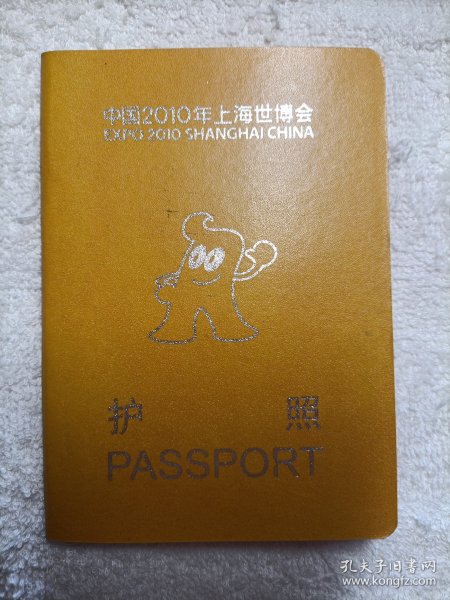 中国2010年上海世博会
EXPO 2010 SHANGHAI CHINA
护 照
PASSPORT
孔夫子旧书网
www.kongfz.com